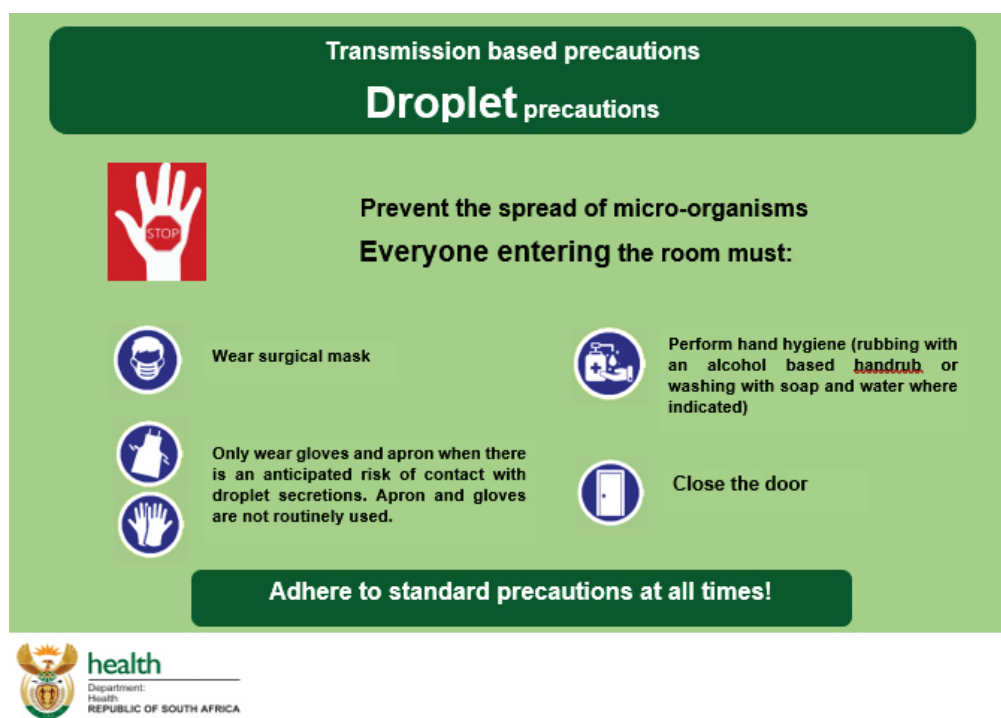 Transmission based precautions
Droplet precautions
STOP
Prevent the spread of micro-organisms
Everyone entering the room must:
Wear surgical mask
Only wear gloves and apron when there
is an anticipated risk of contact with
droplet secretions. Apron and gloves
are not routinely used.
Perform hand hygiene (rubbing with
an alcohol based handrub or
washing with soap and water where
indicated)
Close the door
Adhere to standard precautions at all times!
health
Department:
Health
REPUBLIC OF SOUTH AFRICA